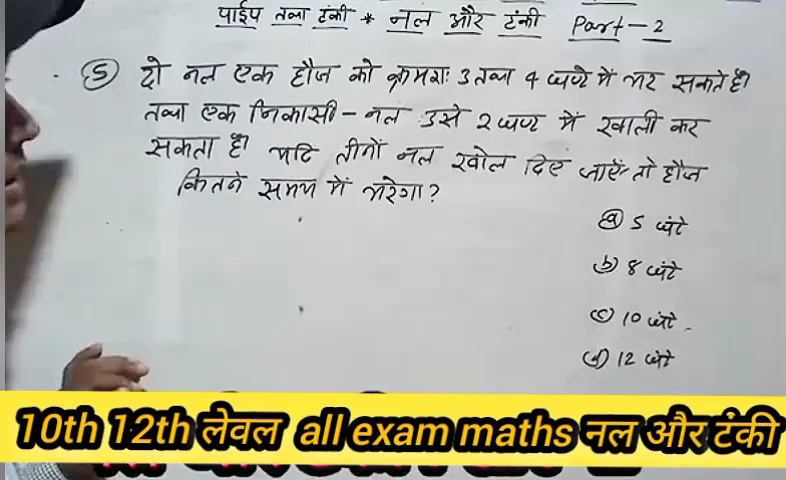 पाईप तथा टंकी * नल और टंकी Part-2
(5) दो नल एक हौज को क्रमशः 3 तथा 4 घण्टे में भर सकते हैं
तथा एक निकासी-नल उसे 2 घण्टे में खाली कर
सकता है। यदि तीनों नल खोल दिए जाएँ तो हौज
कितने समय में भरेगा?
(a) 5 घंटे
(b) 8 घंटे
(c) 10 घंटे
(d) 12 घंटे
10th 12th लेवल all exam maths नल और टंकी